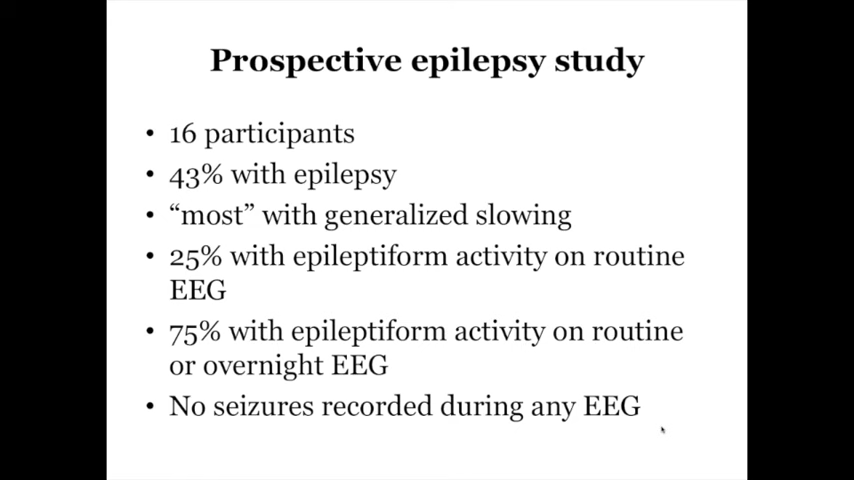 Prospective epilepsy study
• 16 participants
• 43% with epilepsy
• “most” with generalized slowing
• 25% with epileptiform activity on routine
EEG
• 75% with epileptiform activity on routine
or overnight EEG
• No seizures recorded during any EEG